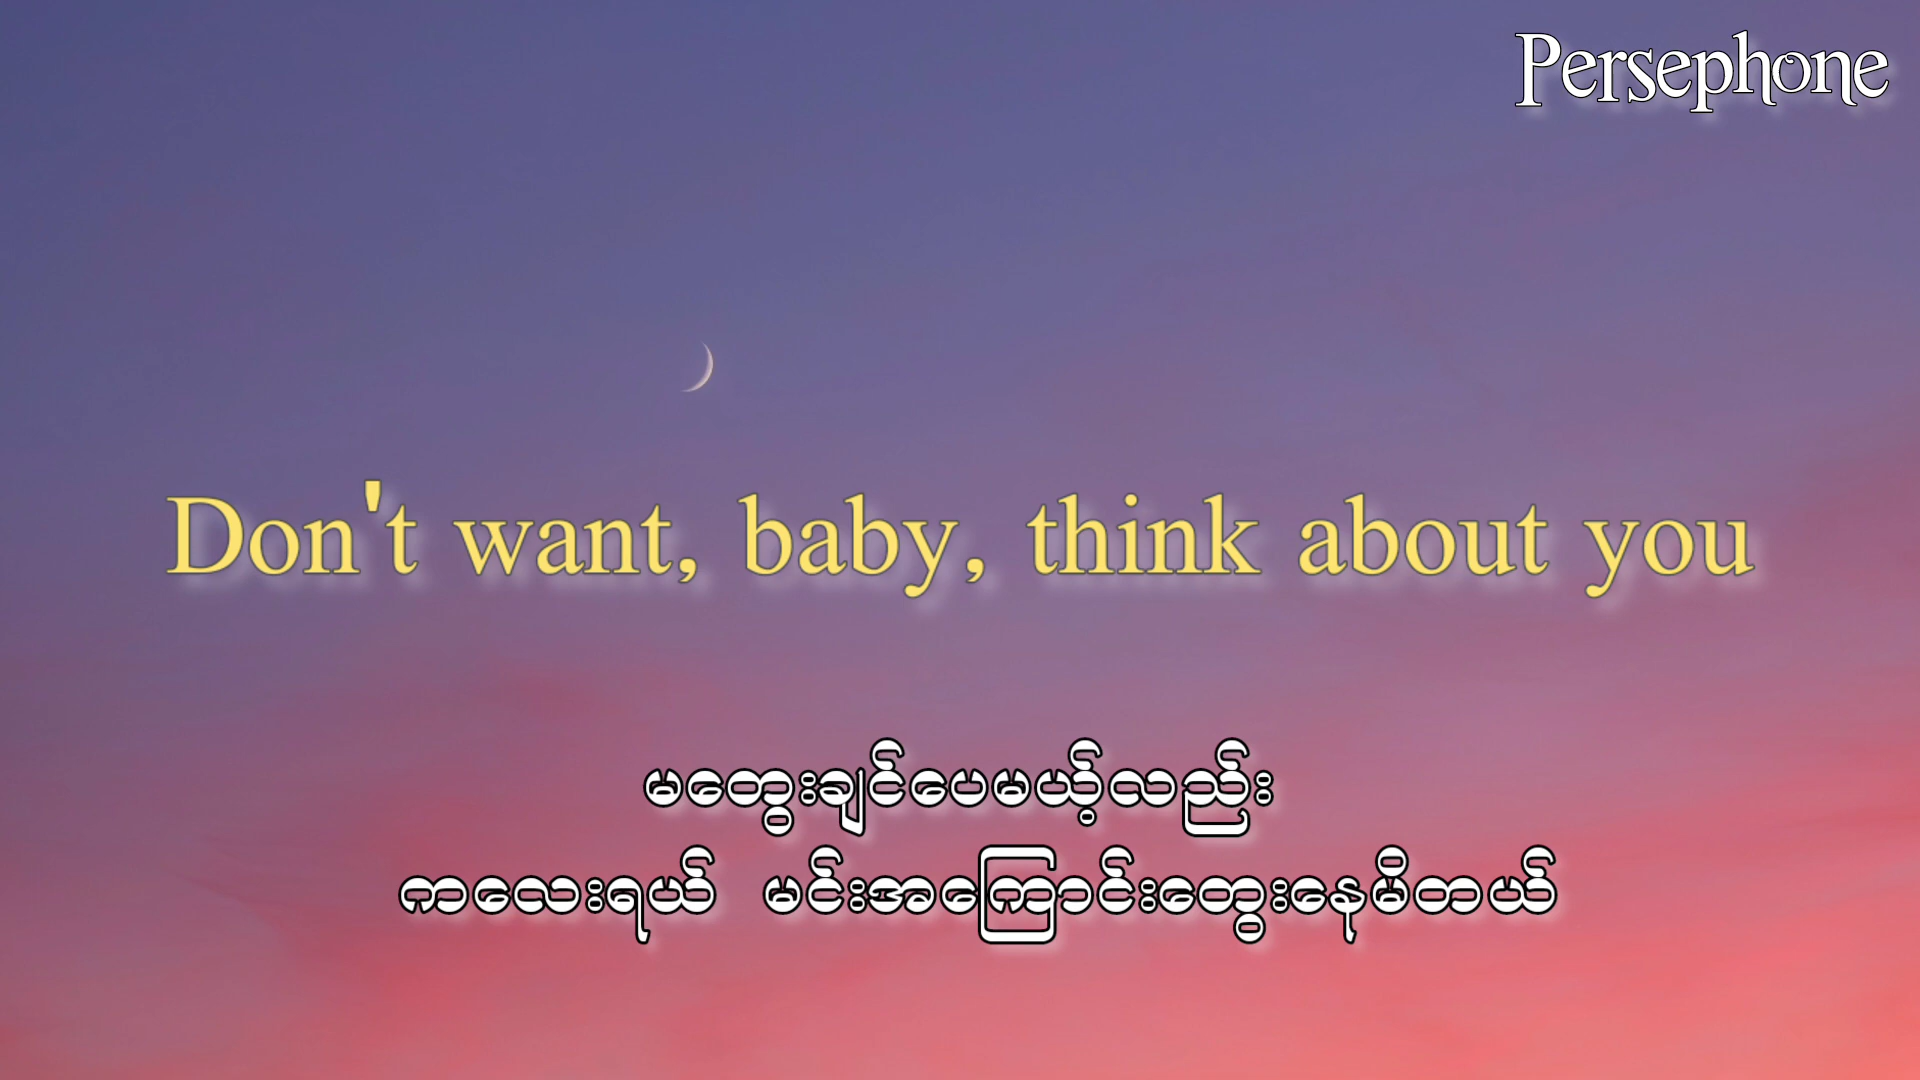 Persephone
Don't want, baby, think about you
မတွေးချင်ပေမယ့်လည်း
ကလေးရယ် မင်းအကြောင်းတွေးနေမိတယ်